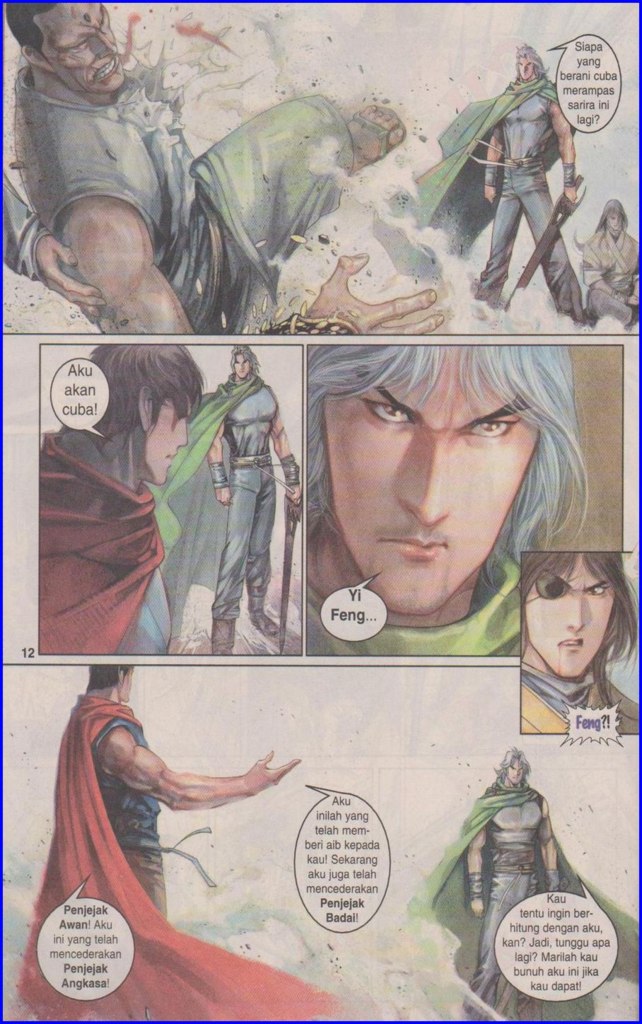 Siapa
yang
berani cuba
merampas
sarira ini
lagi?
Aku
akan
cuba!
Yi
Feng...
Feng?!
12
Aku
inilah yang
telah mem-
beri aib kepada
kau! Sekarang
aku juga telah
mencederakan
Penjejak
Badai!
Penjejak
Awan! Aku
ini yang telah
mencederakan
Penjejak
Angkasa!
Kau
tentu ingin ber-
hitung dengan aku,
kan? Jadi, tunggu apa
lagi? Marilah kau
bunuh aku ini jika
kau dapat!